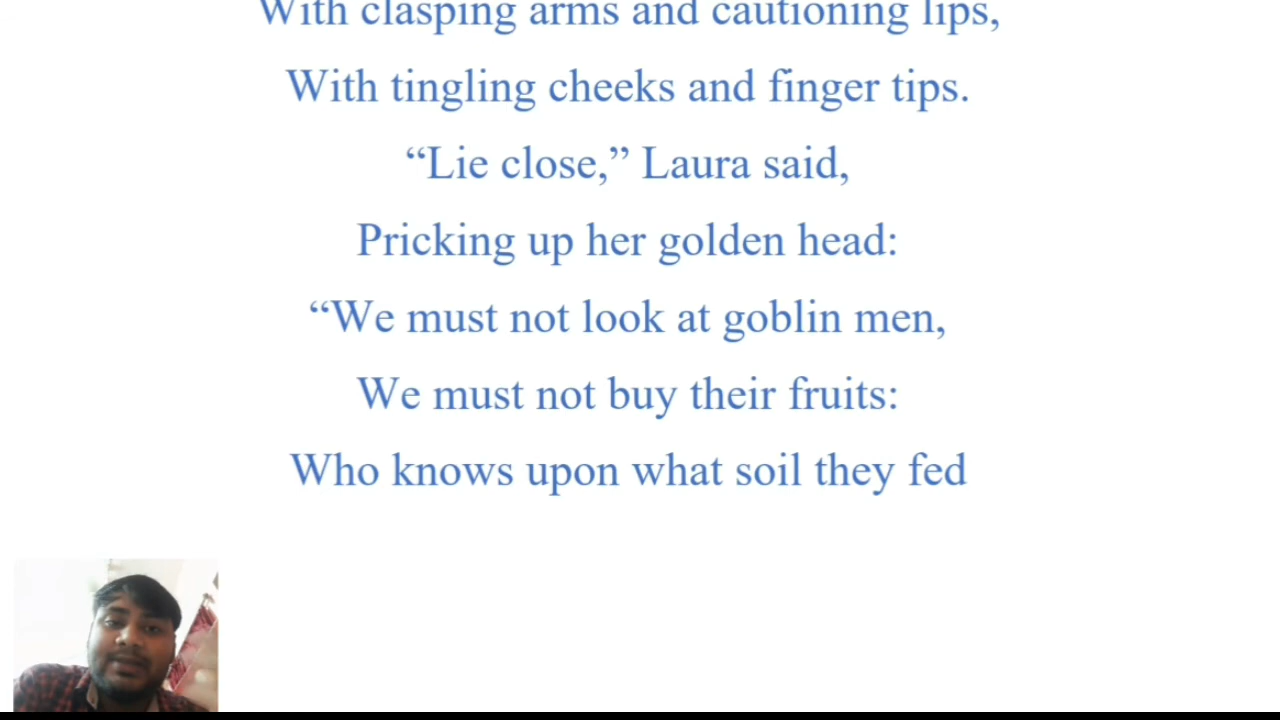 With clasping arms and cautioning lips,
With tingling cheeks and finger tips.
“Lie close,” Laura said,
Pricking up her golden head:
“We must not look at goblin men,
We must not buy their fruits:
Who knows upon what soil they fed